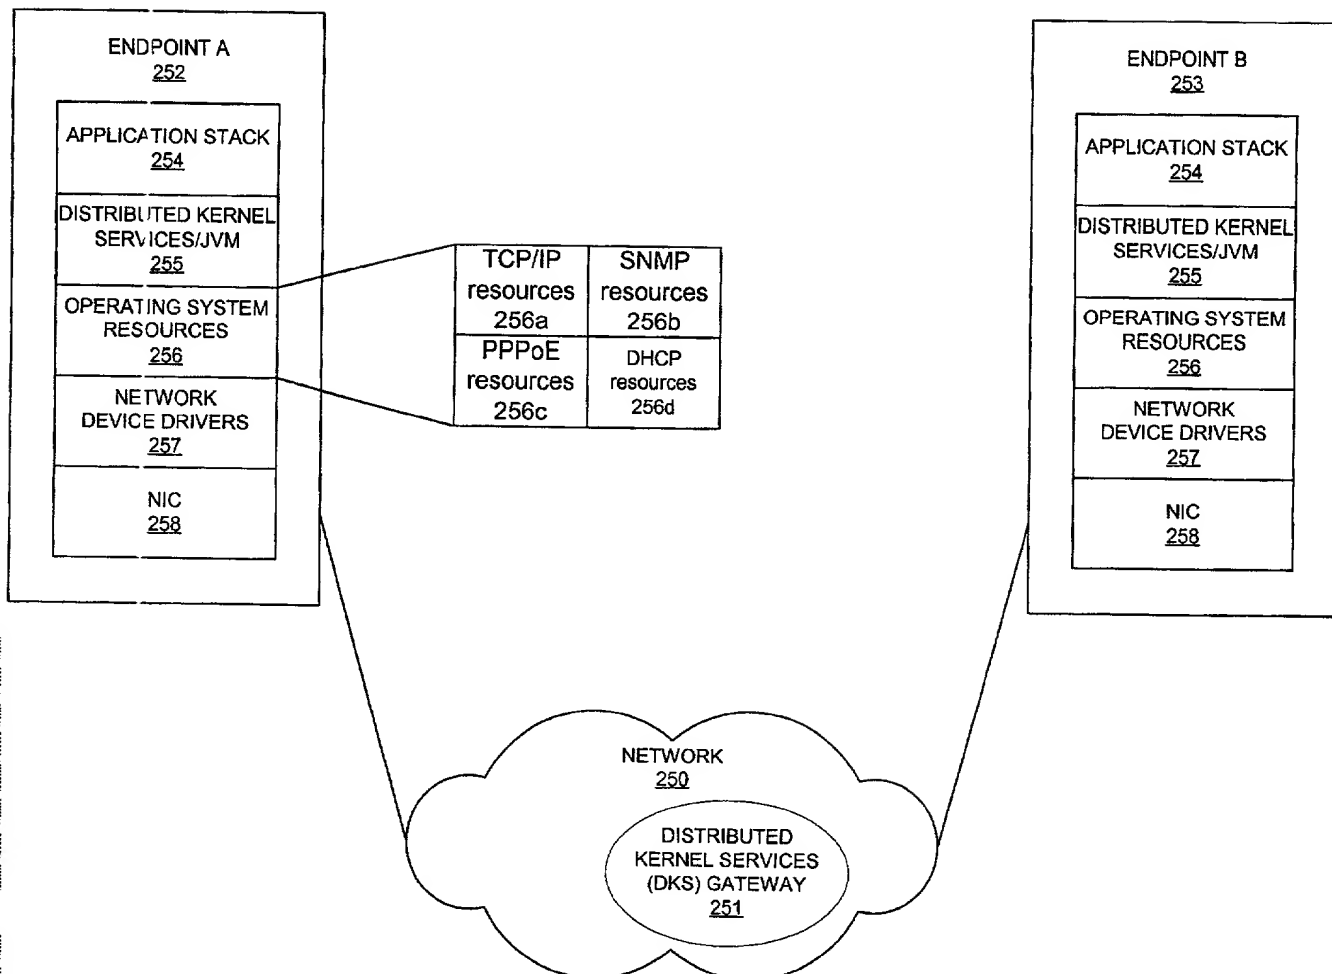 ENDPOINT A
252
APPLICATION STACK
254
DISTRIBUTED KERNEL
SERVICES/JVM
255
OPERATING SYSTEM
RESOURCES
256
NETWORK
DEVICE DRIVERS
257
NIC
258
TCP/IP
resources
256a
SNMP
resources
256b
PPPoE
resources
256c
DHCP
resources
256d
ENDPOINT B
253
APPLICATION STACK
254
DISTRIBUTED KERNEL
SERVICES/JVM
255
OPERATING SYSTEM
RESOURCES
256
NETWORK
DEVICE DRIVERS
257
NIC
258
NETWORK
250
DISTRIBUTED
KERNEL SERVICES
(DKS) GATEWAY
251